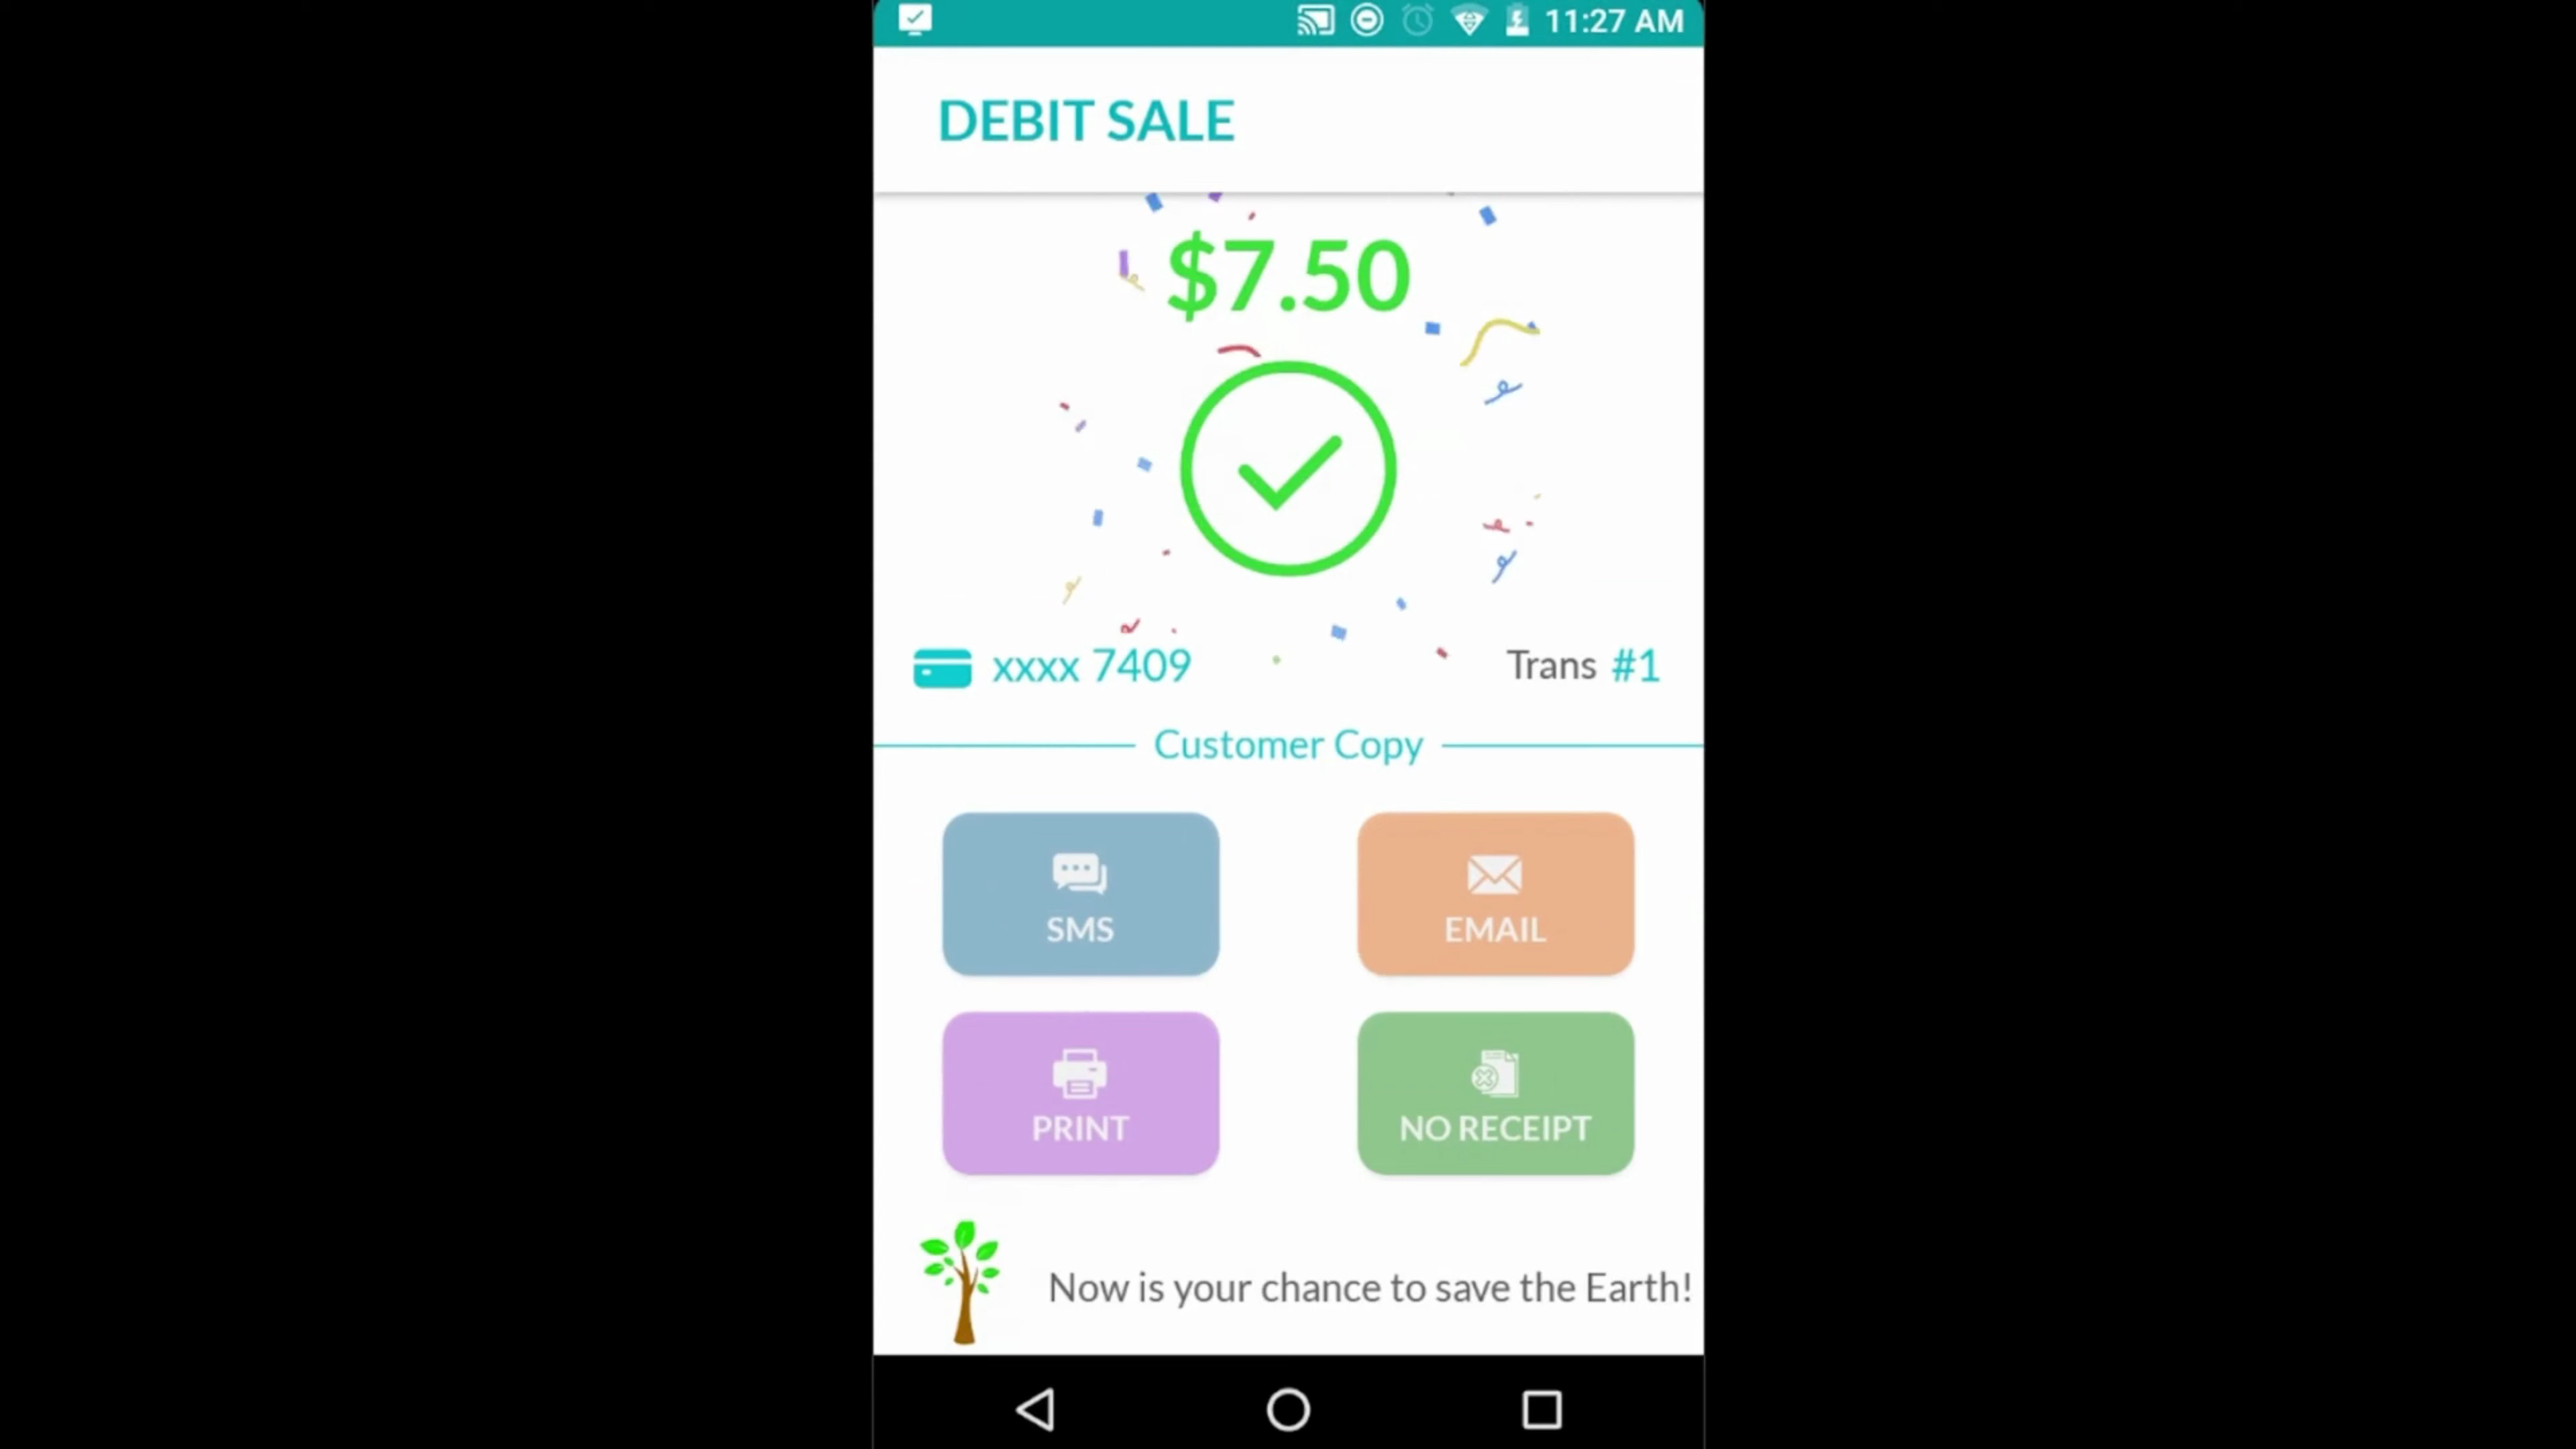 11:27 AM
DEBIT SALE
$7.50
xxxx 7409
Trans #1
Customer Copy
SMS
EMAIL
PRINT
NO RECEIPT
Now is your chance to save the Earth!